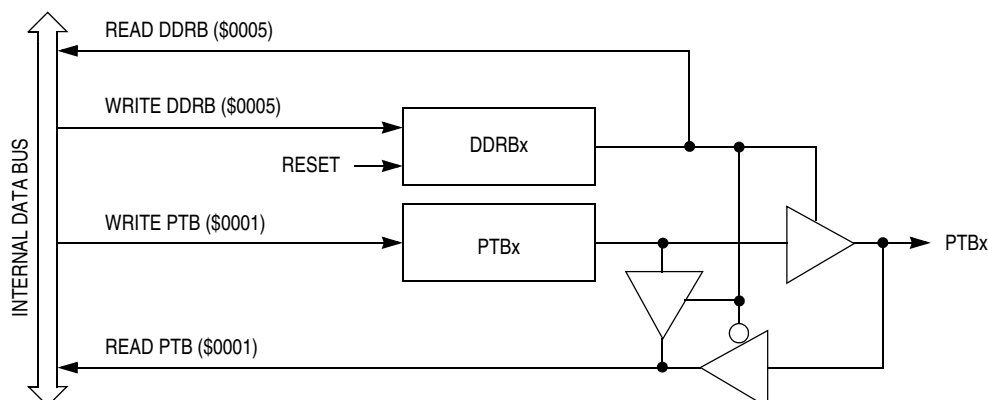 READ DDRB ($0005)
WRITE DDRB ($0005)
DDRBx
RESET
WRITE PTB ($0001)
PTBx
PTBx
READ PTB ($0001)
INTERNAL DATA BUS